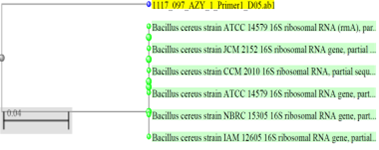 1117_097_AZY_1_Primer1_D05.ab1
Bacillus cereus strain ATCC 14579 16S ribosomal RNA (rrnA), par...
Bacillus cereus strain JCM 2152 16S ribosomal RNA gene, partial ...
Bacillus cereus strain CCM 2010 16S ribosomal RNA gene, partial sequ...
Bacillus cereus strain ATCC 14579 16S ribosomal RNA gene, part...
0.04
Bacillus cereus strain NBRC 15305 16S ribosomal RNA gene, part...
Bacillus cereus strain IAM 12605 16S ribosomal RNA gene, partial...